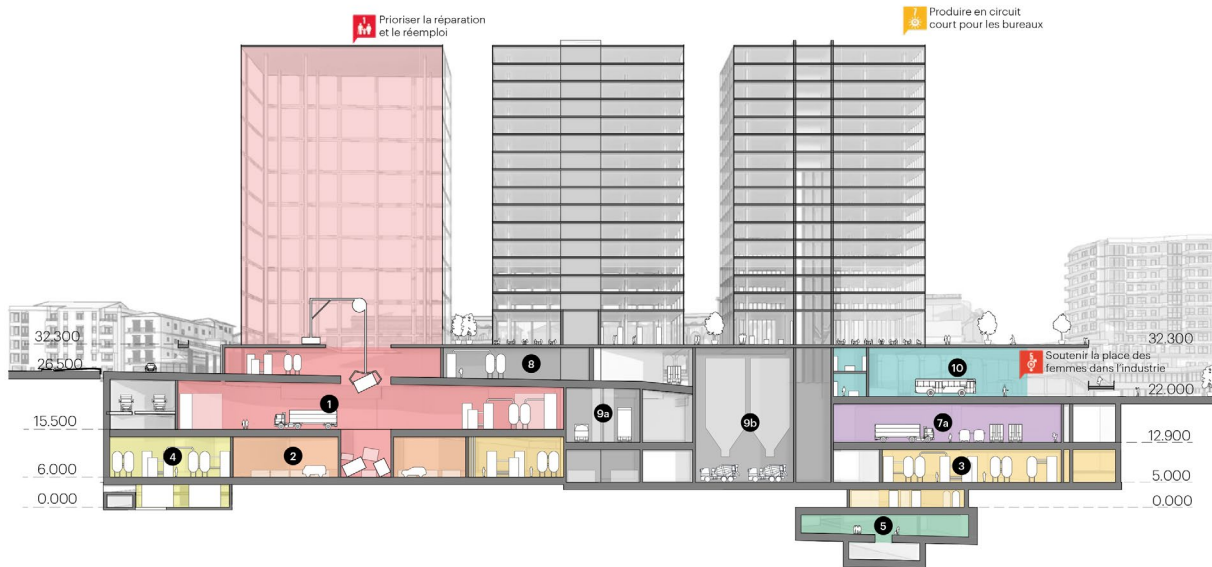 Prioriser la réparation
et le réemploi
Produire en circuit
court pour les bureaux
32.300
26.500
15.500
6.000
0.000
8
1
4
2
9a
9b
10
Soutenir la place des
femmes dans l'industrie
7a
3
5
32.300
22.000
12.900
5.000
0.000